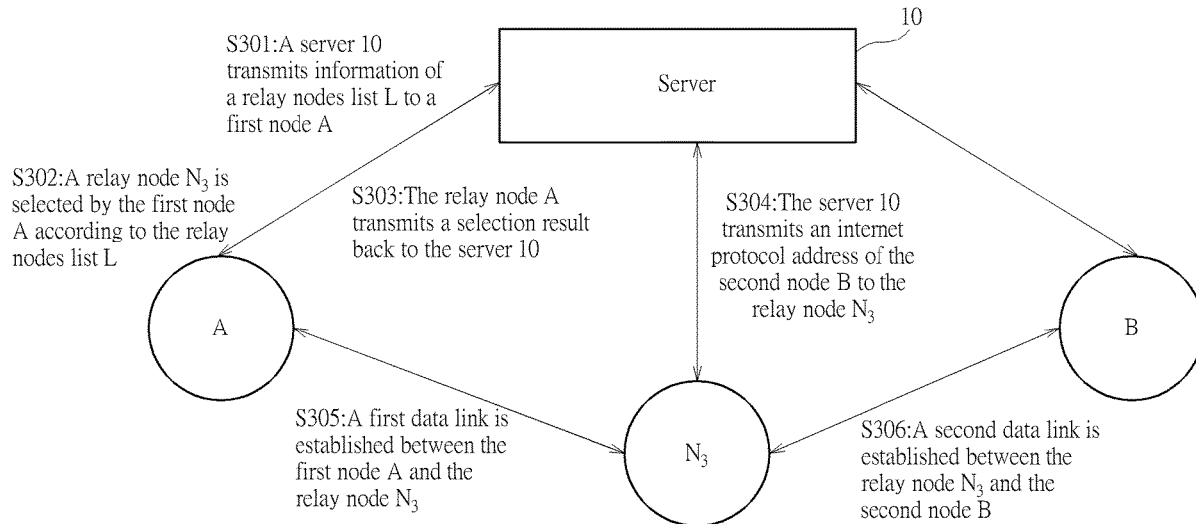 10
S301:A server 10
transmits information of
a relay nodes list L to a
first node A
Server
S302:A relay node N₃ is
selected by the first node
A according to the relay
nodes list L
S303:The relay node A
transmits a selection result
back to the server 10
S304:The server 10
transmits an internet
protocol address of the
second node B to the
relay node N₃
A
B
S305:A first data link is
established between the
first node A and the
relay node N₃
N₃
S306:A second data link is
established between the
relay node N₃ and the
second node B